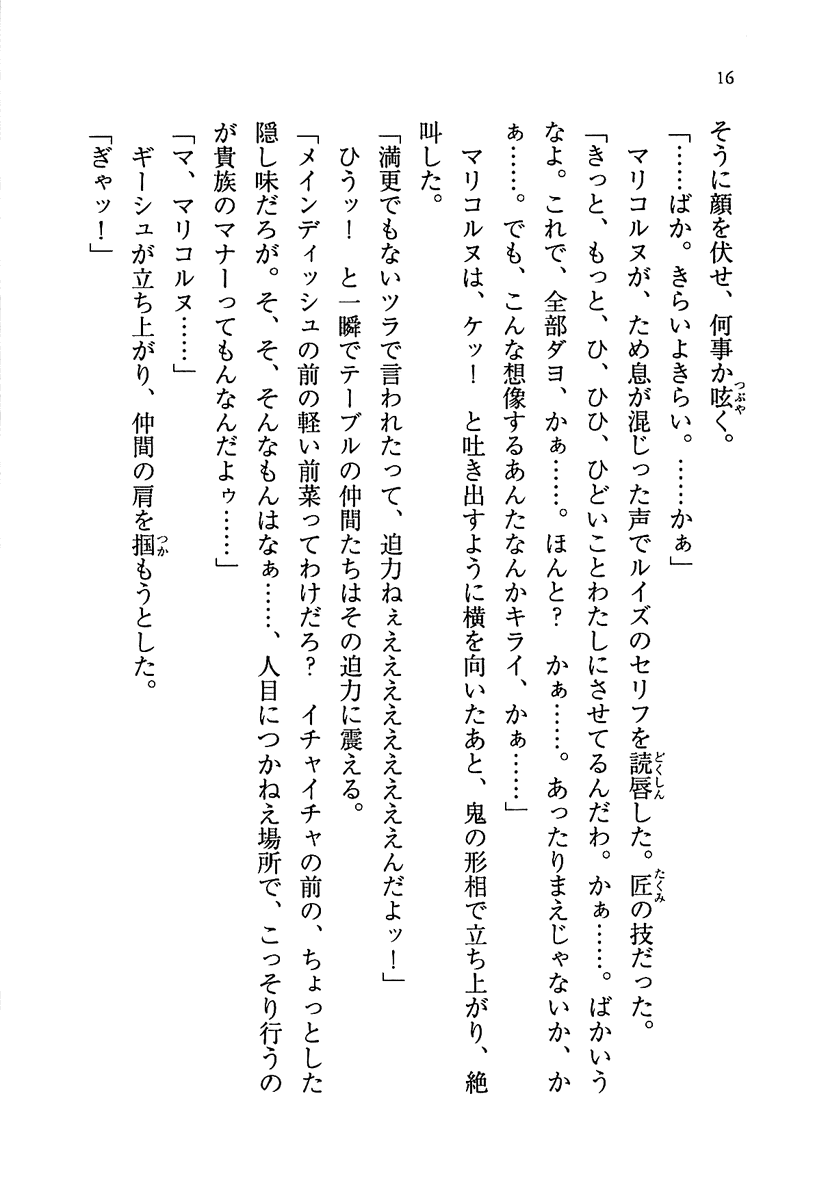 16
そうに顔を伏せ、何事か呟く。
「……ばか。きらいよきらい。……かぁ」
マリコルヌが、ため息が混じった声でルイズのセリフを読唇した。匠の技だった。
「きっと、もっと、ひ、ひひ、ひどいことわたしにさせてるんだわ。かぁ……。ばかいう
なよ。これで、全部ダヨ、かぁ……。ほんと？　かぁ……。あったりまえじゃないか、か
ぁ……。でも、こんな想像するあんたなんかキライ、かぁ……」
マリコルヌは、ケッ！　と吐き出すように横を向いたあと、鬼の形相で立ち上がり、絶
叫した。
「満更でもないツラで言われたって、迫力ねぇえええええええええんだよッ！」
ひうッ！　と一瞬でテーブルの仲間たちはその迫力に震える。
「メインディッシュの前の軽い前菜ってわけだろ？　イチャイチャの前の、ちょっとした
隠し味だろが。そ、そ、そんなもんはなぁ……、人目につかねえ場所で、こっそり行うの
が貴族のマナーってもんなんだよゥ……」
「マ、マリコルヌ……」
ギーシュが立ち上がり、仲間の肩を掴もうとした。
「ぎゃッ！」